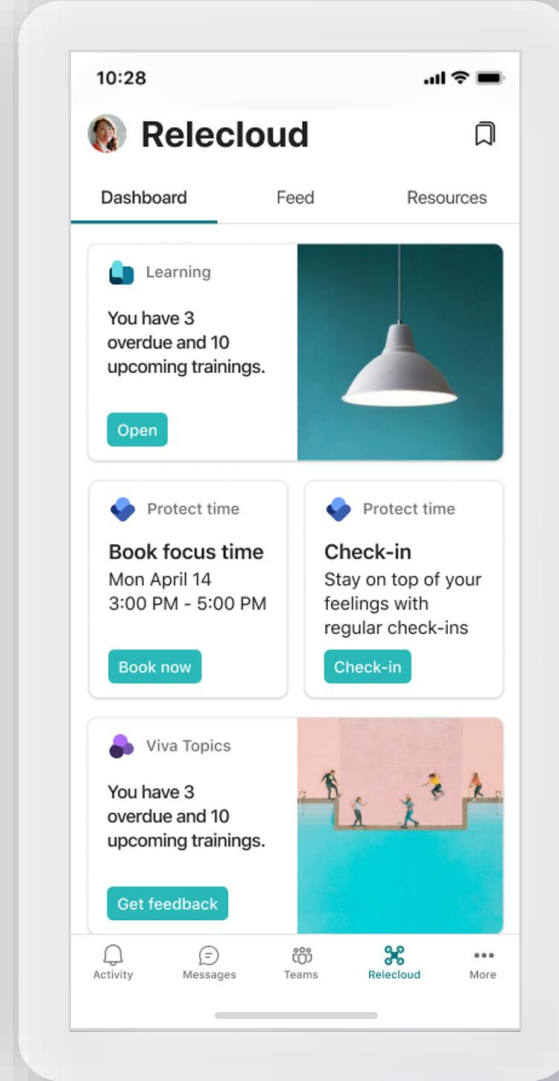 10:28
Relecloud
Dashboard Feed Resources
Learning
You have 3
overdue and 10
upcoming trainings.
Open
Protect time
Book focus time
Mon April 14
3:00 PM - 5:00 PM
Book now
Protect time
Check-in
Stay on top of your
feelings with
regular check-ins
Check-in
Viva Topics
You have 3
overdue and 10
upcoming trainings.
Get feedback
Activity Messages Teams Relecloud More